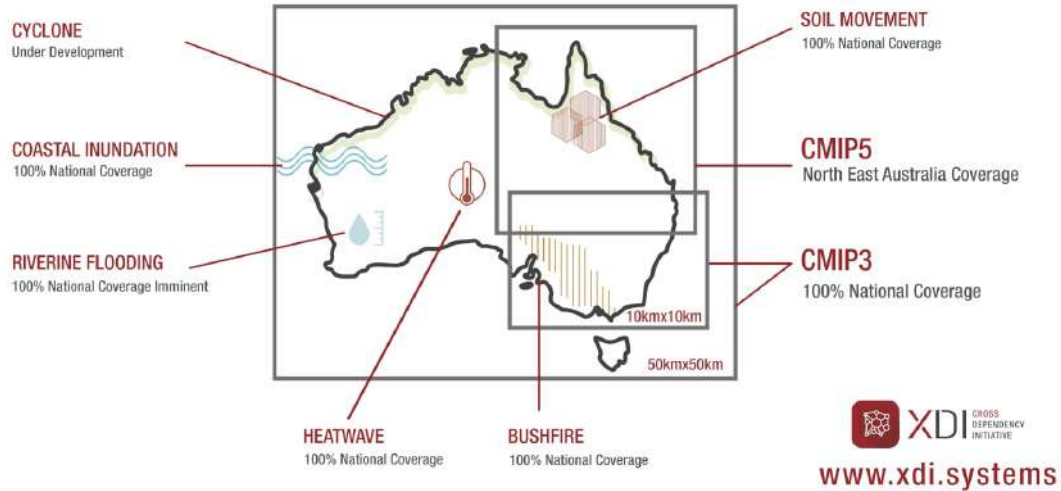 CYCLONE
Under Development
SOIL MOVEMENT
100% National Coverage
COASTAL INUNDATION
100% National Coverage
CMIP5
North East Australia Coverage
RIVERINE FLOODING
100% National Coverage Imminent
CMIP3
100% National Coverage
10kmx10km
50kmx50km
HEATWAVE
100% National Coverage
BUSHFIRE
100% National Coverage
XDI
CROSS
DEPENDENCY
INITIATIVE
www.xdi.systems